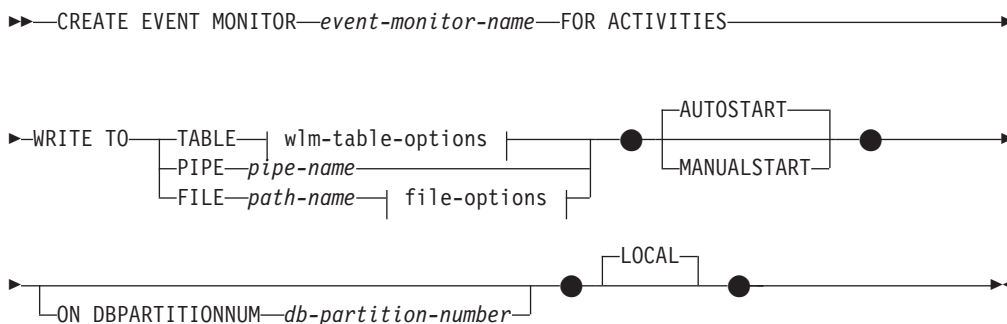 CREATE EVENT MONITOR event-monitor-name FOR ACTIVITIES
WRITE TO TABLE wlm-table-options
PIPE pipe-name
FILE path-name file-options
AUTOSTART
MANUALSTART
ON DBPARTITIONNUM db-partition-number
LOCAL